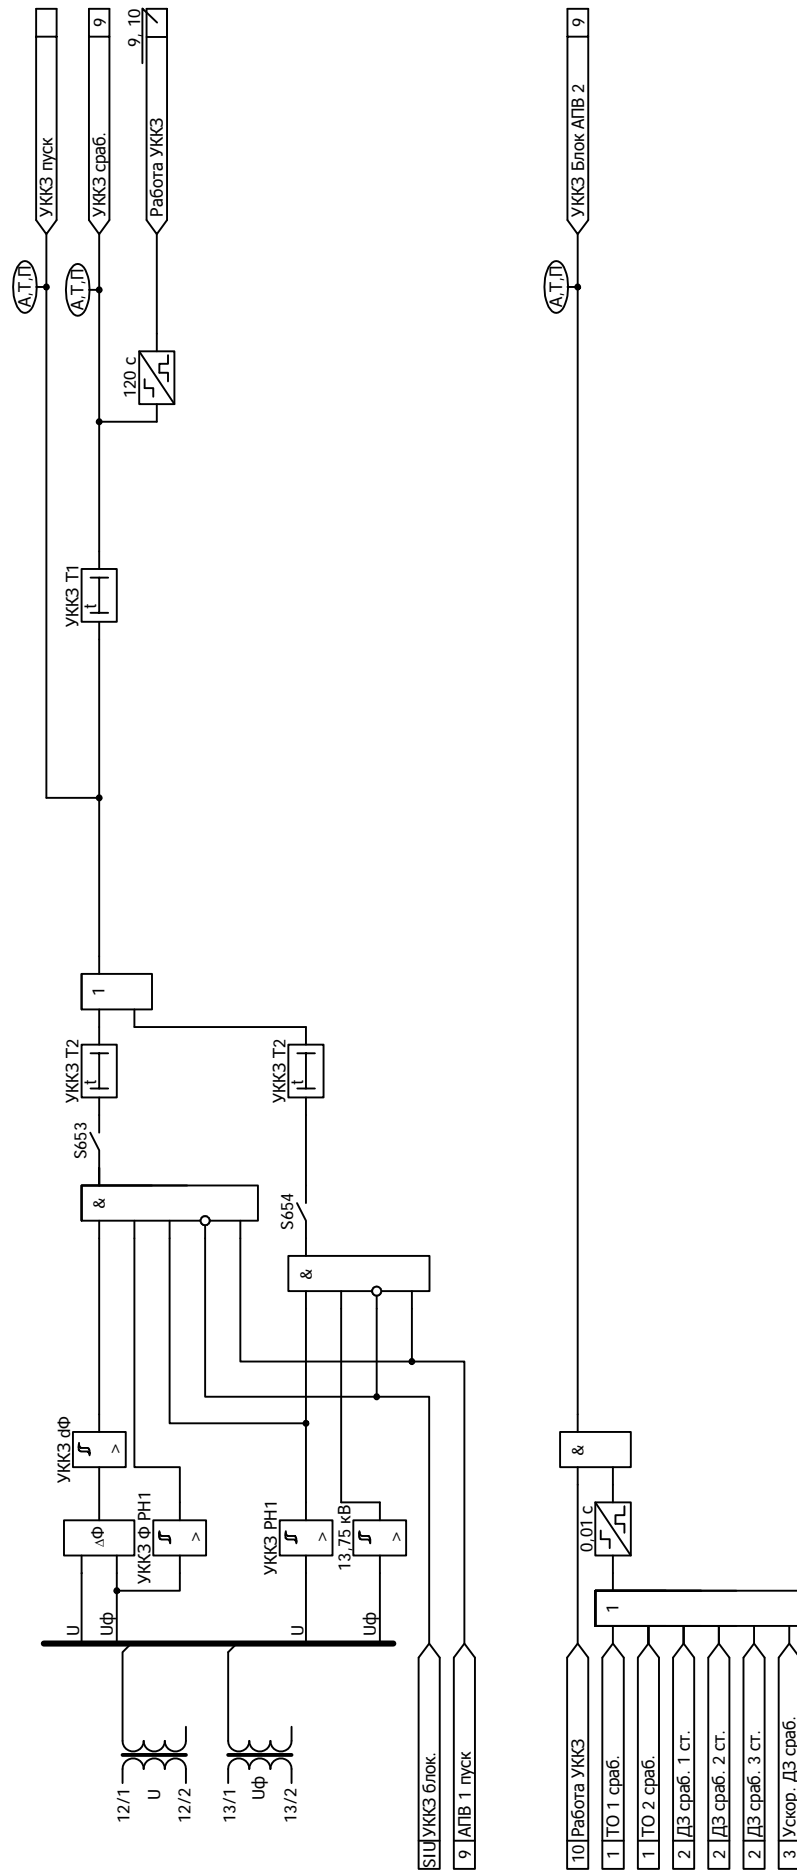 А,Т,П
УККЗ пуск
А,Т,П
УККЗ сраб.
9
120 с
Работа УККЗ
9, 10
УККЗ Т1
1
УККЗ Т2
t
УККЗ Т2
t
t
S653
S654
&
&
УККЗ dФ
>
ΔФ
УККЗ Ф РН1
>
УККЗ РН1
>
13,75 кВ
>
U
Uф
U
Uф
12/1
U
12/2
13/1
Uф
13/2
SIU УККЗ блок.
9 АПВ 1 пуск
А,Т,П
УККЗ Блок АПВ 2
9
&
0,01 с
1
10 Работа УККЗ
1 ТО 1 сраб.
1 ТО 2 сраб.
2 ДЗ сраб. 1 ст.
2 ДЗ сраб. 2 ст.
2 ДЗ сраб. 3 ст.
3 Ускор. ДЗ сраб.